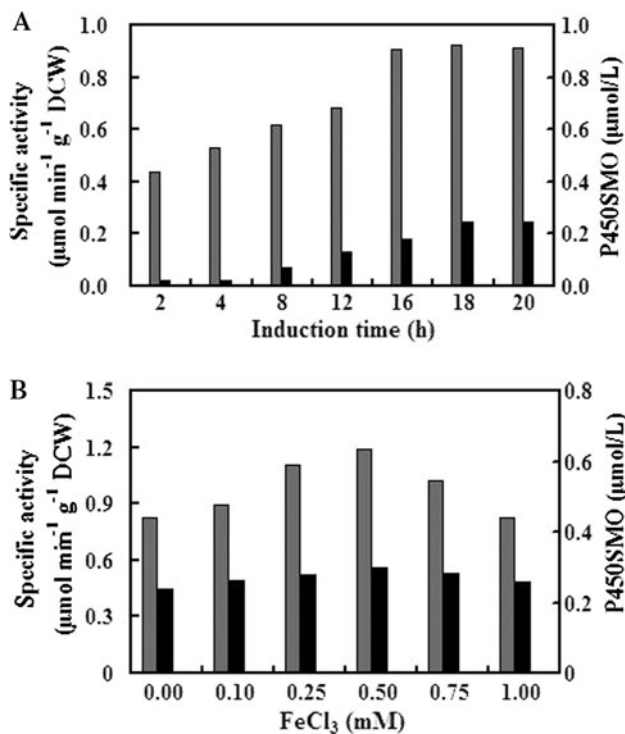 A
1.0
0.8
0.6
0.4
0.2
0.0
Specific activity
(μmol min⁻¹ g⁻¹ DCW)
1.0
0.8
0.6
0.4
0.2
0.0
P450SMO (μmol/L)
2 4 8 12 16 18 20
Induction time (h)
B
1.5
1.2
0.9
0.6
0.3
0
Specific activity
(μmol min⁻¹ g⁻¹ DCW)
0.8
0.6
0.4
0.2
0
P450SMO (μmol/L)
0.00 0.10 0.25 0.50 0.75 1.00
FeCl₃ (mM)